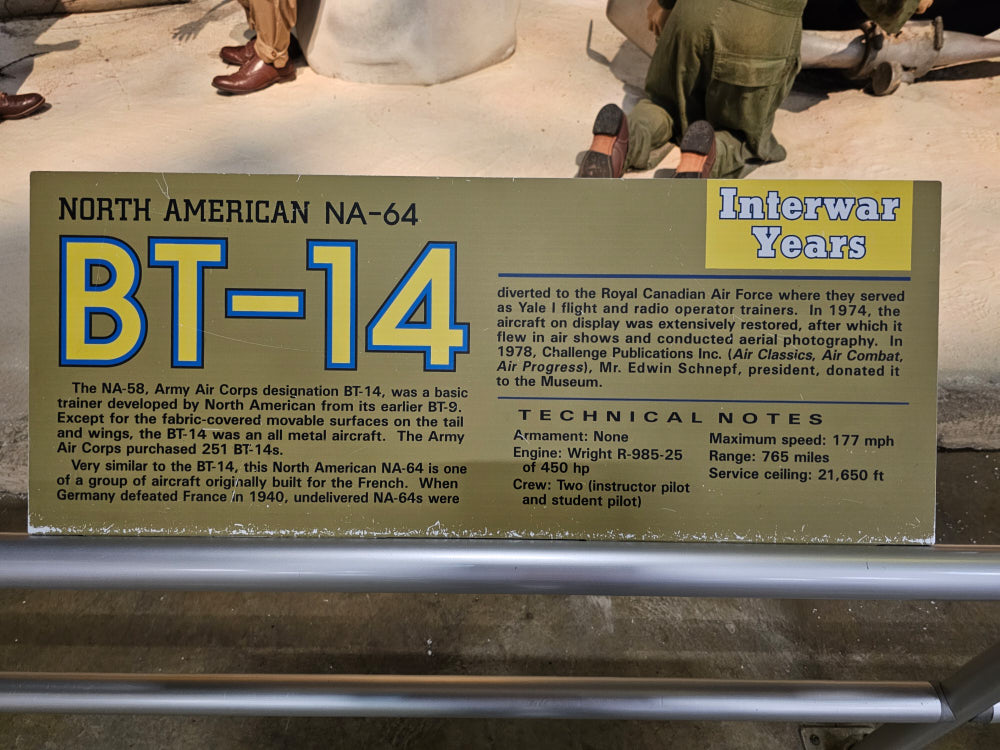 NORTH AMERICAN NA-64
BT-14
The NA-58, Army Air Corps designation BT-14, was a basic
trainer developed by North American from its earlier BT-9.
Except for the fabric-covered movable surfaces on the tail
and wings, the BT-14 was an all metal aircraft. The Army
Air Corps purchased 251 BT-14s.
Very similar to the BT-14, this North American NA-64 is one
of a group of aircraft originally built for the French. When
Germany defeated France in 1940, undelivered NA-64s were
Interwar
Years
diverted to the Royal Canadian Air Force where they served
as Yale I flight and radio operator trainers. In 1974, the
aircraft on display was extensively restored, after which it
flew in air shows and conducted aerial photography. In
1978, Challenge Publications Inc. (Air Classics, Air Combat,
Air Progress), Mr. Edwin Schnepf, president, donated it
to the Museum.
TECHNICAL NOTES
Armament: None
Engine: Wright R-985-25
of 450 hp
Crew: Two (instructor pilot
and student pilot)
Maximum speed: 177 mph
Range: 765 miles
Service ceiling: 21,650 ft